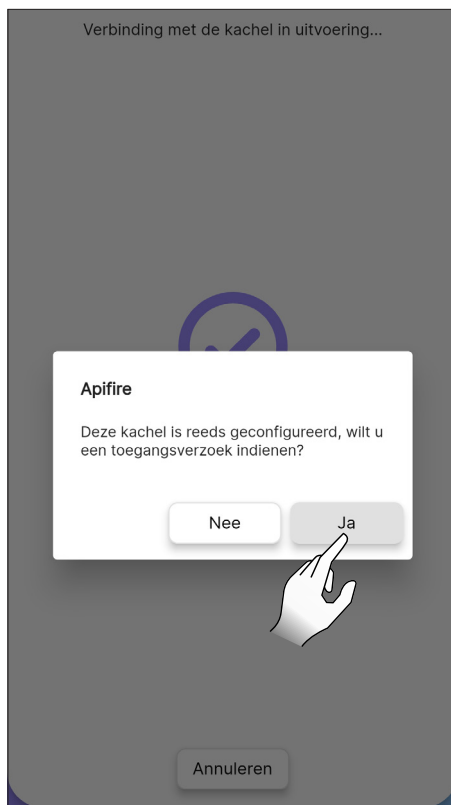 Verbinding met de kachel in uitvoering...
Apifire
Deze kachel is reeds geconfigureerd, wilt u
een toegangsverzoek indienen?
Nee
Ja
Annuleren